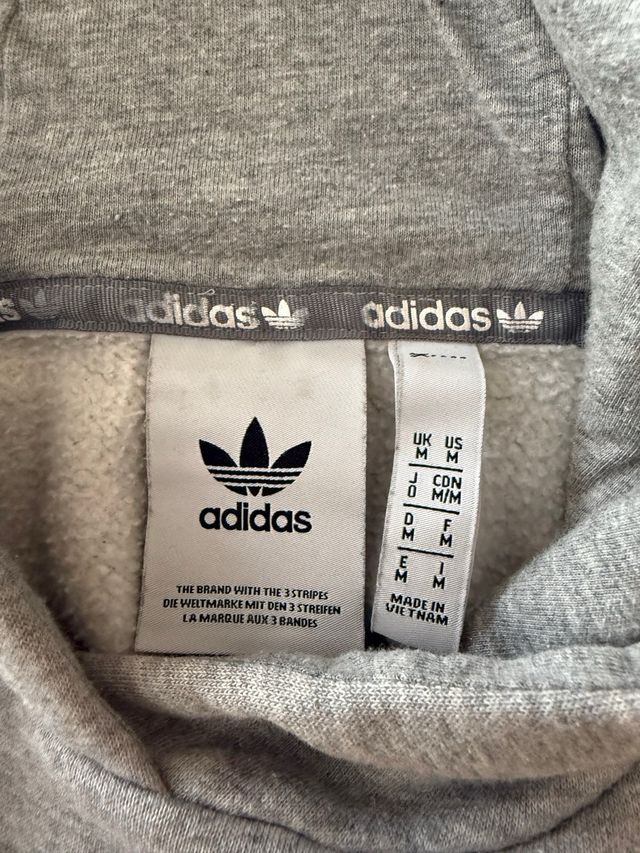 s
adidas
adidas
adidas
THE BRAND WITH THE 3 STRIPES
DIE WELTMARKE MIT DEN 3 STREIFEN
LA MARQUE AUX 3 BANDES
UK US
M M
J CDN
O M/M
D F
M M
E I
M M
MADE IN
VIETNAM